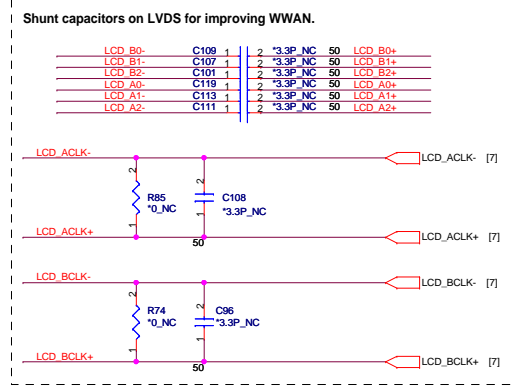 Shunt capacitors on LVDS for improving WWAN.
LCD_B0- C109 1 2 *3.3P_NC 50 LCD_B0+
LCD_B1- C107 1 2 *3.3P_NC 50 LCD_B1+
LCD_B2- C101 1 2 *3.3P_NC 50 LCD_B2+
LCD_A0- C119 1 2 *3.3P_NC 50 LCD_A0+
LCD_A1- C113 1 2 *3.3P_NC 50 LCD_A1+
LCD_A2- C111 1 2 *3.3P_NC 50 LCD_A2+
LCD_ACLK- LCD_ACLK- [7]
2 2
R85 C108
*0_NC *3.3P_NC
1 1
LCD_ACLK+ 50 LCD_ACLK+ [7]
LCD_BCLK- LCD_BCLK- [7]
2 2
R74 C96
*0_NC *3.3P_NC
1 1
LCD_BCLK+ 50 LCD_BCLK+ [7]